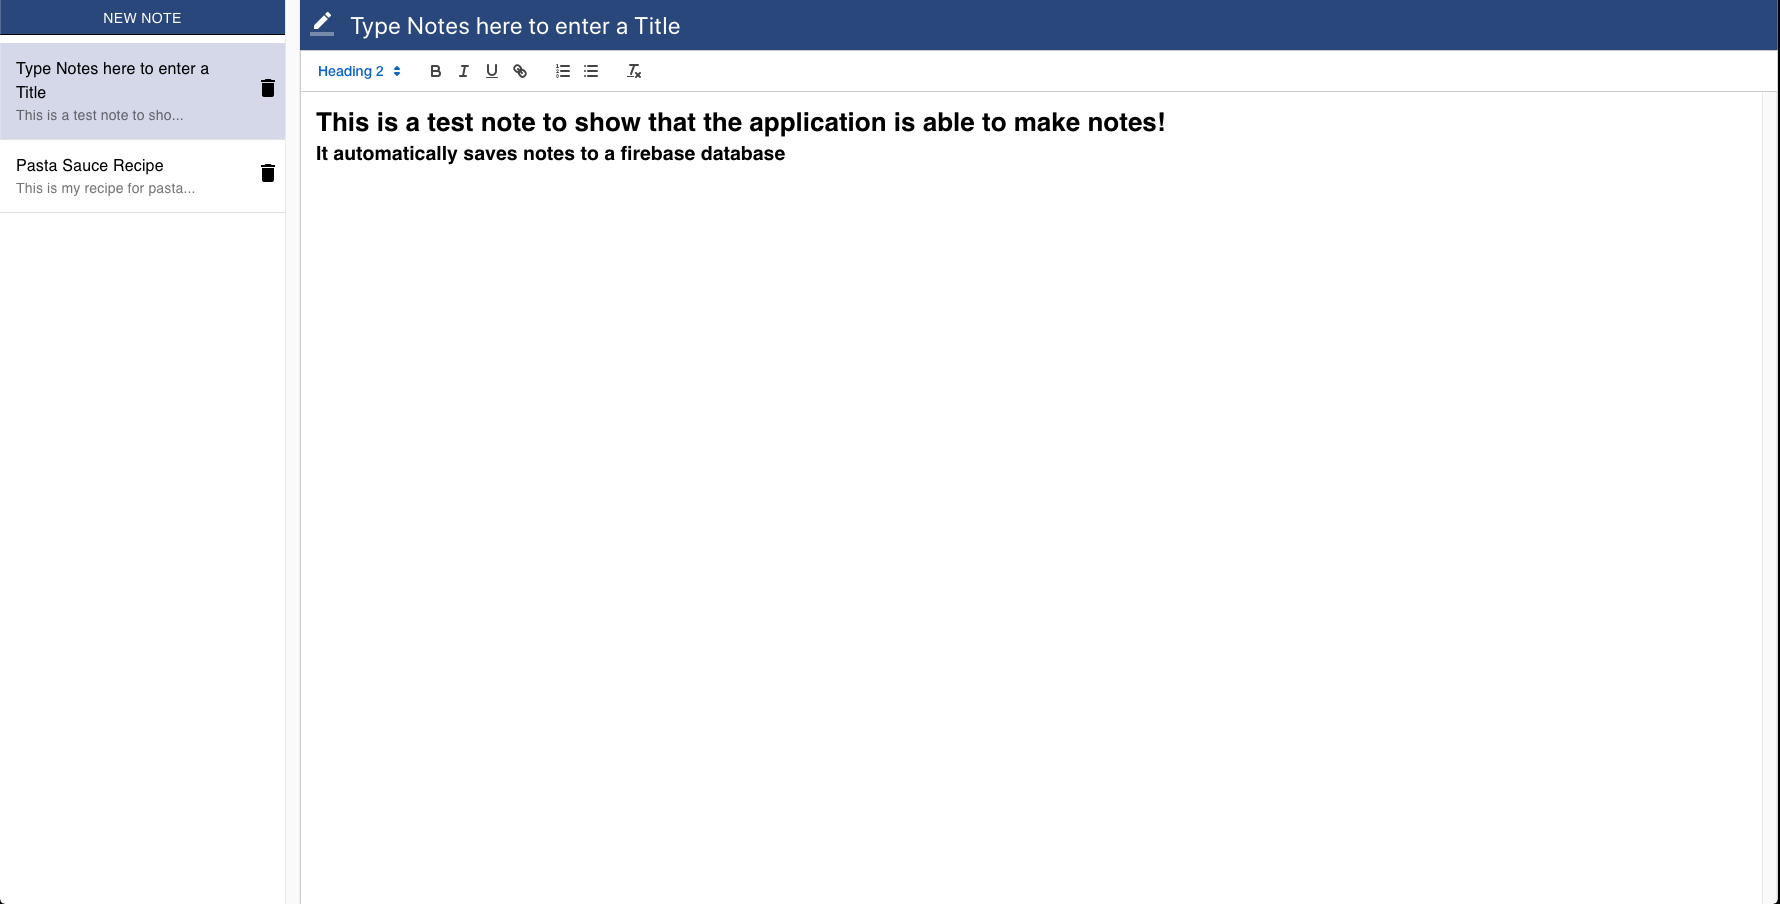 NEW NOTE
Type Notes here to enter a
Title
This is a test note to sho...
Pasta Sauce Recipe
This is my recipe for pasta...
Type Notes here to enter a Title
Heading 2
This is a test note to show that the application is able to make notes!
It automatically saves notes to a firebase database